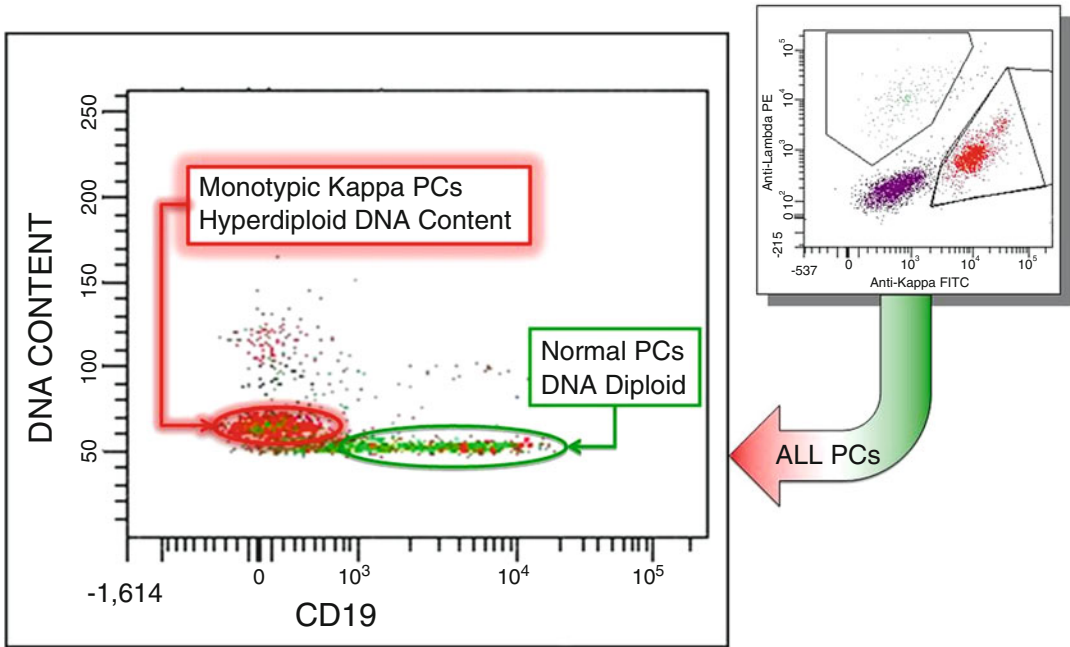 DNA CONTENT
250
200
150
100
50
Monotypic Kappa PCs
Hyperdiploid DNA Content
Normal PCs
DNA Diploid
-1,614
0
10³
10⁴
10⁵
CD19
Anti-Lambda PE
10⁵
10⁴
10³
10²
0
-215
-537
0
10³
10⁴
10⁵
Anti-Kappa FITC
ALL PCs